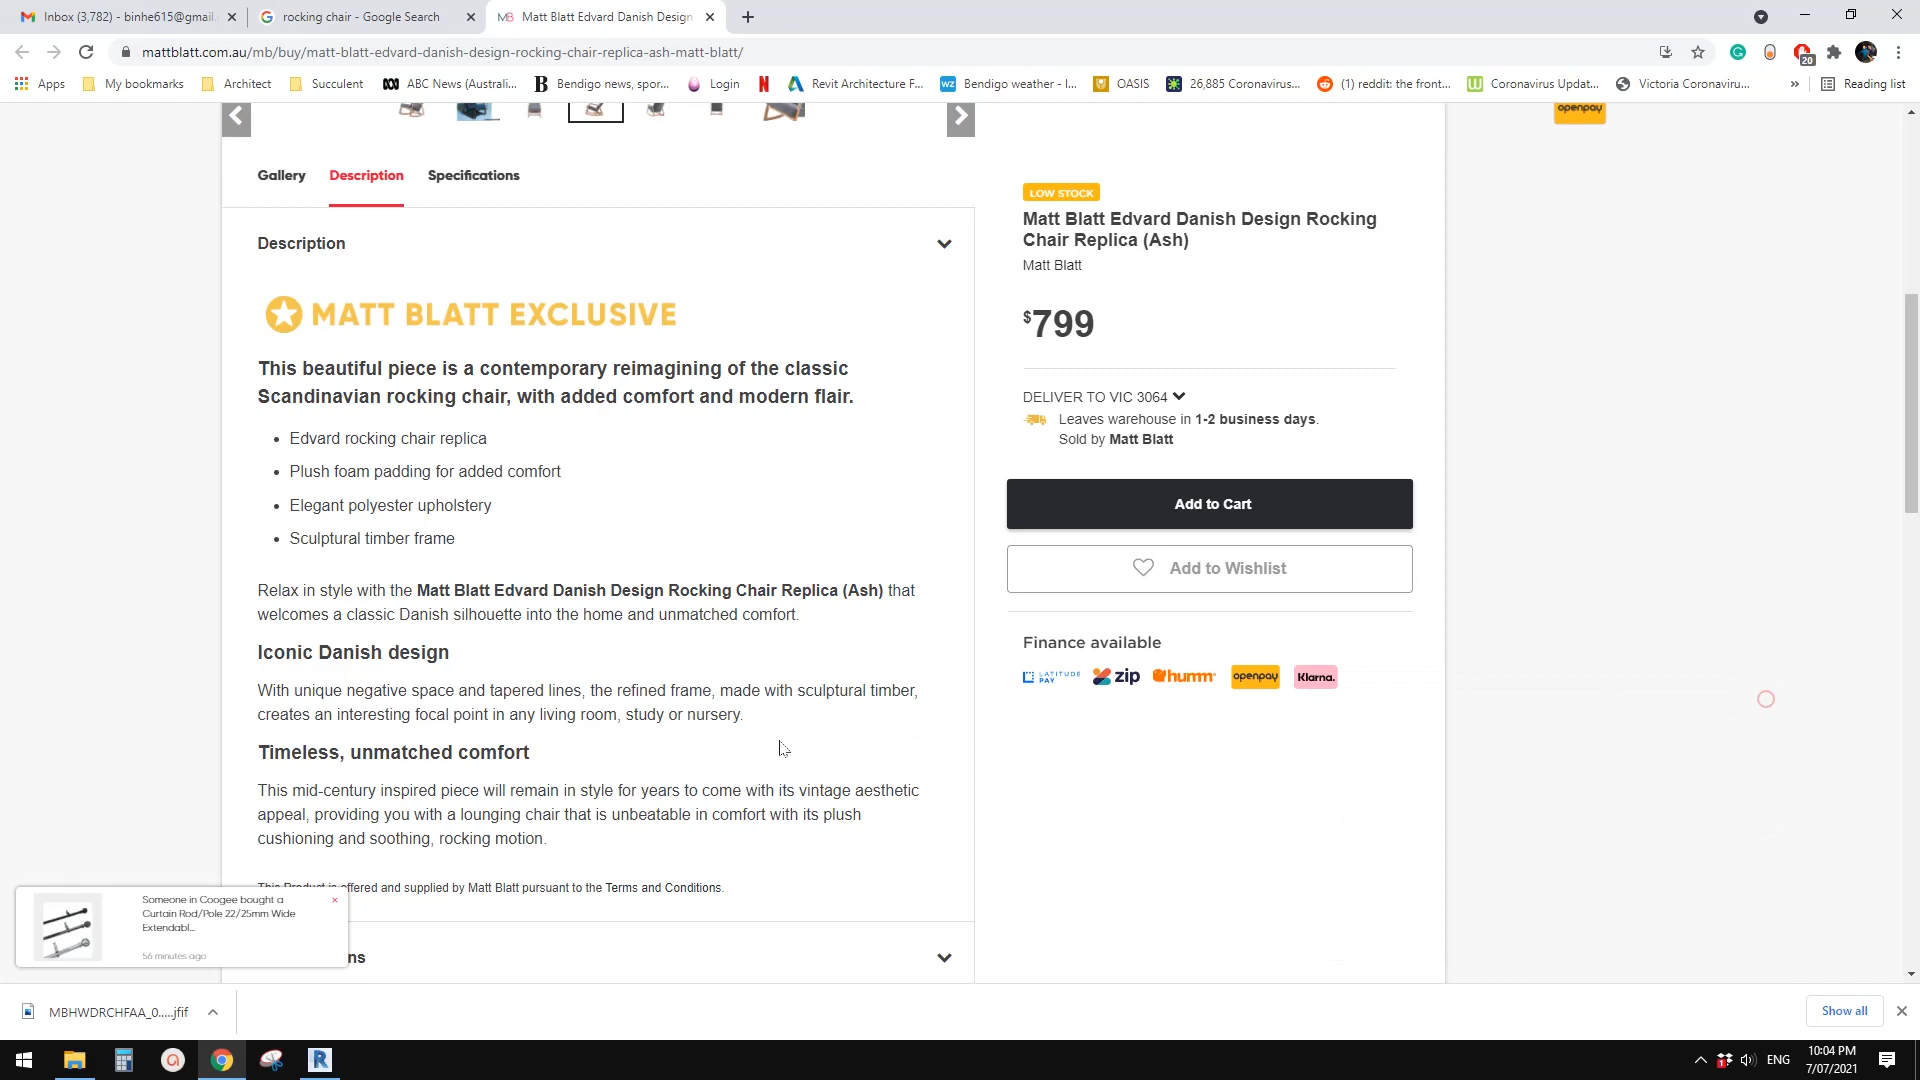 Inbox (3,782) - binhe615@gmail.
rocking chair - Google Search
MB Matt Blatt Edvard Danish Design
mattblatt.com.au/mb/buy/matt-blatt-edvard-danish-design-rocking-chair-replica-ash-matt-blatt/
20
Apps
My bookmarks
Architect
Succulent
ABC News (Australi...
B Bendigo news, spor...
Login
N
Revit Architecture F...
wz Bendigo weather - l...
OASIS
26,885 Coronavirus...
(1) reddit: the front...
Coronavirus Updat...
Victoria Coronaviru...
»
Reading list
openpay
Gallery
Description
Specifications
Description
MATT BLATT EXCLUSIVE
This beautiful piece is a contemporary reimagining of the classic
Scandinavian rocking chair, with added comfort and modern flair.
• Edvard rocking chair replica
• Plush foam padding for added comfort
• Elegant polyester upholstery
• Sculptural timber frame
Relax in style with the Matt Blatt Edvard Danish Design Rocking Chair Replica (Ash) that
welcomes a classic Danish silhouette into the home and unmatched comfort.
Iconic Danish design
With unique negative space and tapered lines, the refined frame, made with sculptural timber,
creates an interesting focal point in any living room, study or nursery.
Timeless, unmatched comfort
This mid-century inspired piece will remain in style for years to come with its vintage aesthetic
appeal, providing you with a lounging chair that is unbeatable in comfort with its plush
cushioning and soothing, rocking motion.
This Product is offered and supplied by Matt Blatt pursuant to the Terms and Conditions.
ns
LOW STOCK
Matt Blatt Edvard Danish Design Rocking
Chair Replica (Ash)
Matt Blatt
$799
DELIVER TO VIC 3064
Leaves warehouse in 1-2 business days.
Sold by Matt Blatt
Add to Cart
Add to Wishlist
Finance available
LATITUDE PAY
zip
humm
openpay
Klarna.
Someone in Coogee bought a
Curtain Rod/Pole 22/25mm Wide
Extendabl...
56 minutes ago
MBHWDRCHFAA_0.....jfif
Show all
R
1
ENG
10:04 PM
7/07/2021